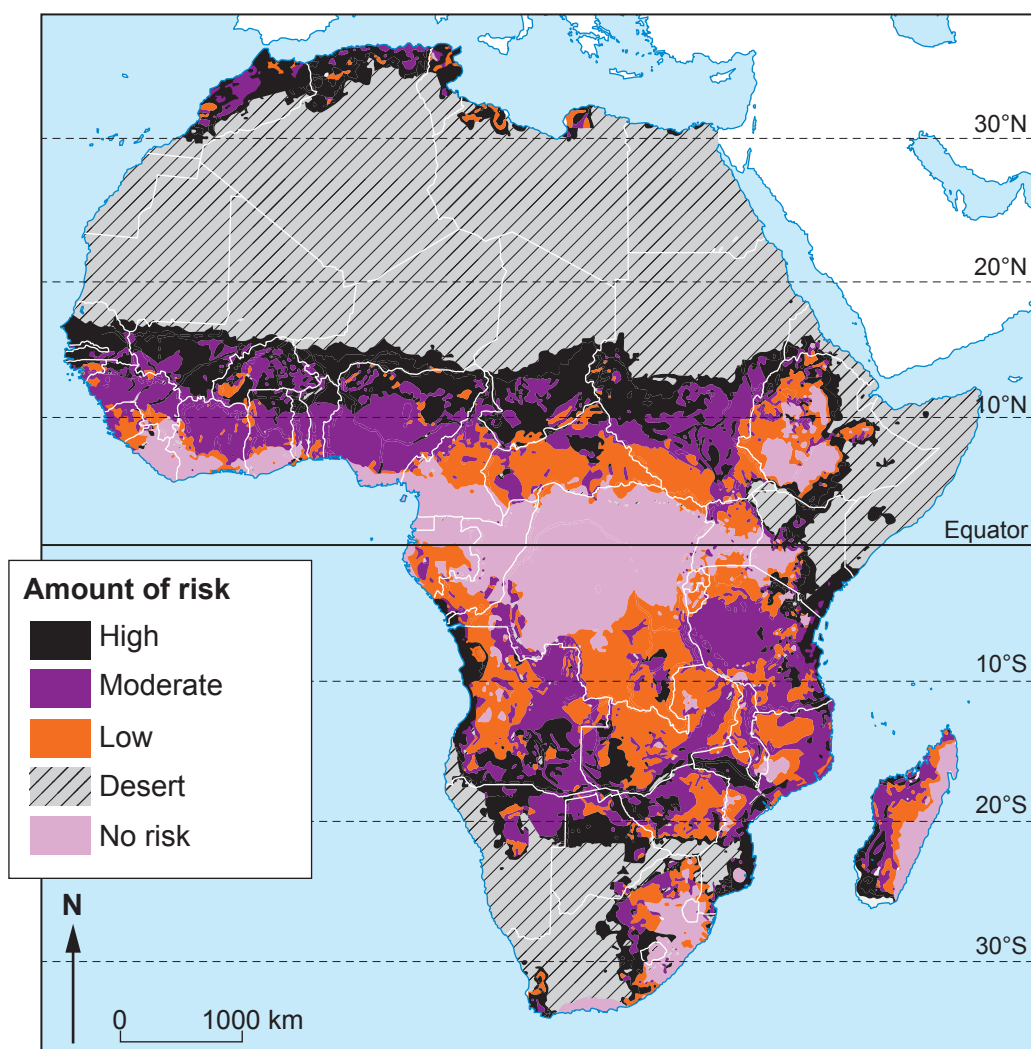 30°N
20°N
10°N
Equator
Amount of risk
High
Moderate
Low
Desert
No risk
10°S
20°S
30°S
N
0 1000 km